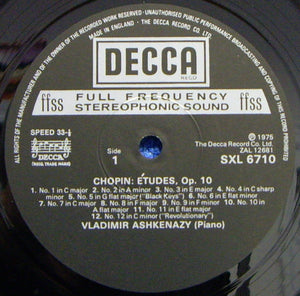 ALL RIGHTS OF THE MANUFACTURER AND OF THE OWNER OF THE RECORDED WORK RESERVED · UNAUTHORISED PUBLIC PERFORMANCE BROADCASTING AND COPYING OF THIS RECORD PROHIBITED
MADE IN ENGLAND, THE DECCA RECORD CO. LTD.
DECCA
REGD
ffss FULL FREQUENCY ffss
STEREOPHONIC SOUND
SPEED 33⅓
DECCA
(REGD. TRADE MARK)
Side
1
℗ 1975
The Decca Record Co. Ltd.
ZAL 12681
SXL 6710
CHOPIN: ÉTUDES, Op. 10
1. No. 1 in C major 2. No. 2 in A minor 3. No. 3 in E major 4. No. 4 in C sharp
minor 5. No. 5 in G flat major ("Black Keys") 6. No. 6 in E flat minor
7. No. 7 in C major 8. No. 8 in F major 9. No. 9 in F minor 10. No. 10 in
A flat major 11. No. 11 in E flat major
12. No. 12 in C minor ("Revolutionary")
VLADIMIR ASHKENAZY (Piano)